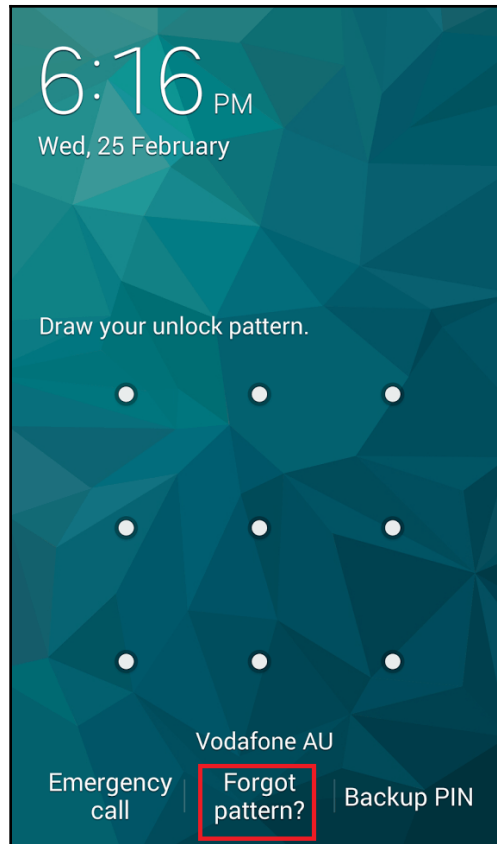 6:16 PM
Wed, 25 February
Draw your unlock pattern.
Vodafone AU
Emergency call
Forgot pattern?
Backup PIN